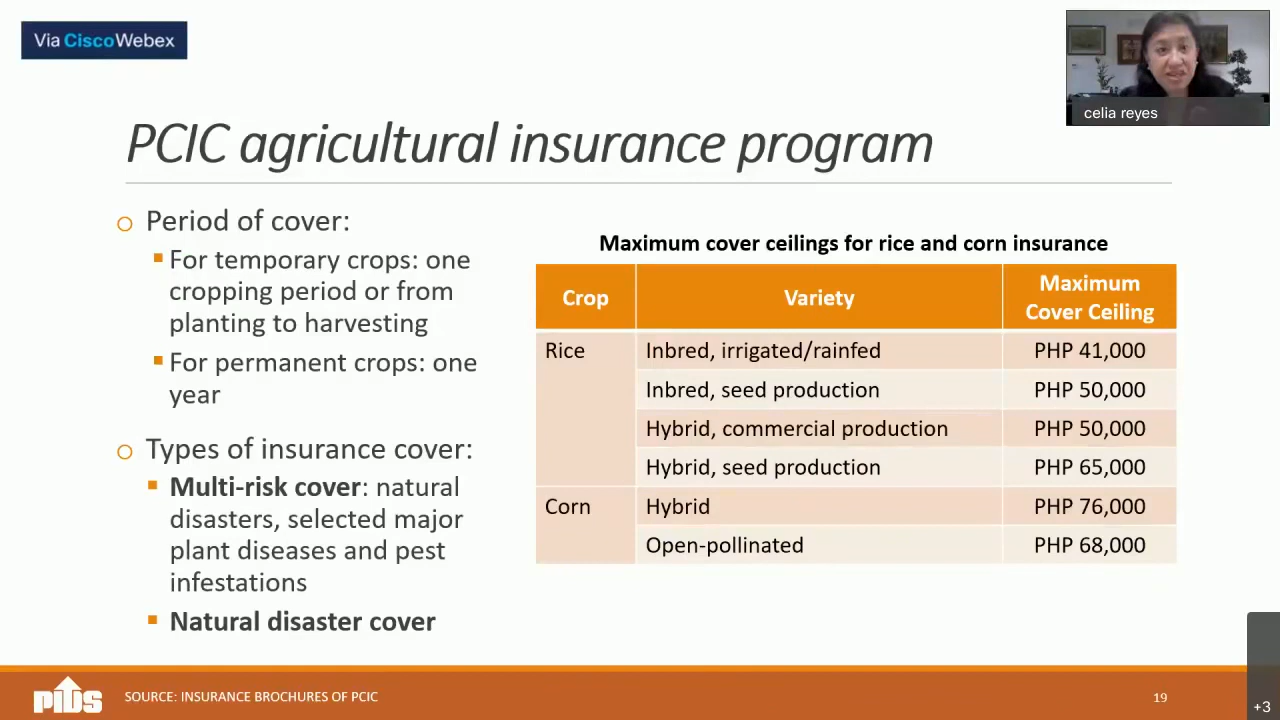 Via Cisco Webex
celia reyes
PCIC agricultural insurance program
Period of cover:
For temporary crops: one
cropping period or from
planting to harvesting
For permanent crops: one
year
Types of insurance cover:
Multi-risk cover: natural
disasters, selected major
plant diseases and pest
infestations
Natural disaster cover
Maximum cover ceilings for rice and corn insurance
Crop Variety Maximum
Cover Ceiling
Rice Inbred, irrigated/rainfed PHP 41,000
Inbred, seed production PHP 50,000
Hybrid, commercial production PHP 50,000
Hybrid, seed production PHP 65,000
Corn Hybrid PHP 76,000
Open-pollinated PHP 68,000
PIDS
SOURCE: INSURANCE BROCHURES OF PCIC
19
+3